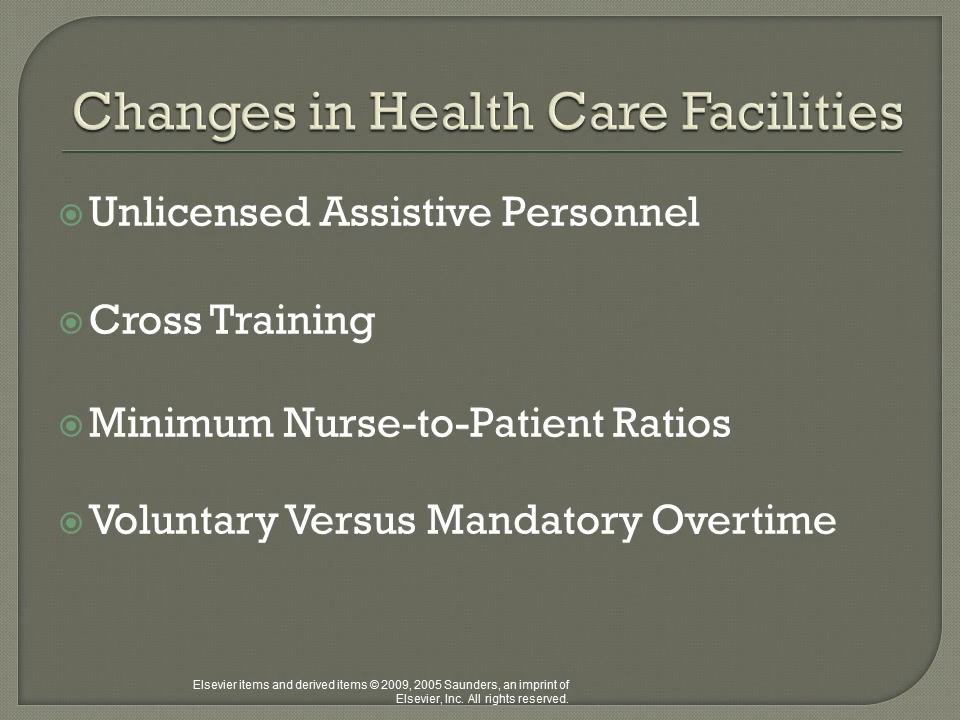 Changes in Health Care Facilities
Unlicensed Assistive Personnel
Cross Training
Minimum Nurse-to-Patient Ratios
Voluntary Versus Mandatory Overtime
Elsevier items and derived items © 2009, 2005 Saunders, an imprint of
Elsevier, Inc. All rights reserved.